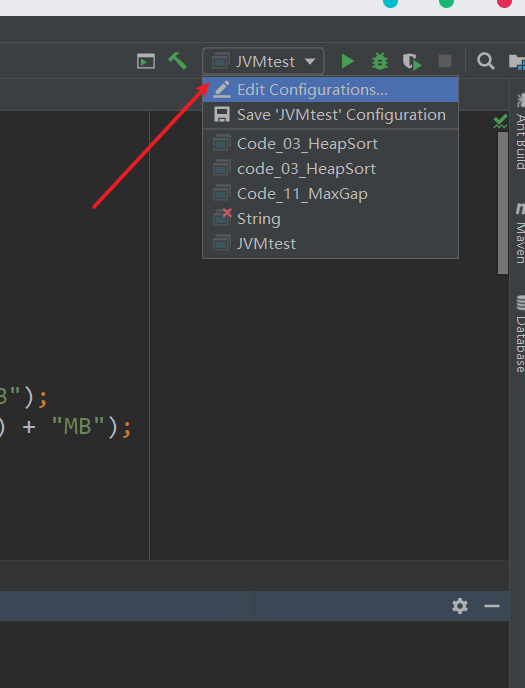 JVMtest
Edit Configurations...
Save 'JVMtest' Configuration
Code_03_HeapSort
code_03_HeapSort
Code_11_MaxGap
String
JVMtest
Ant Build
Maven
Database
B");
) + "MB");